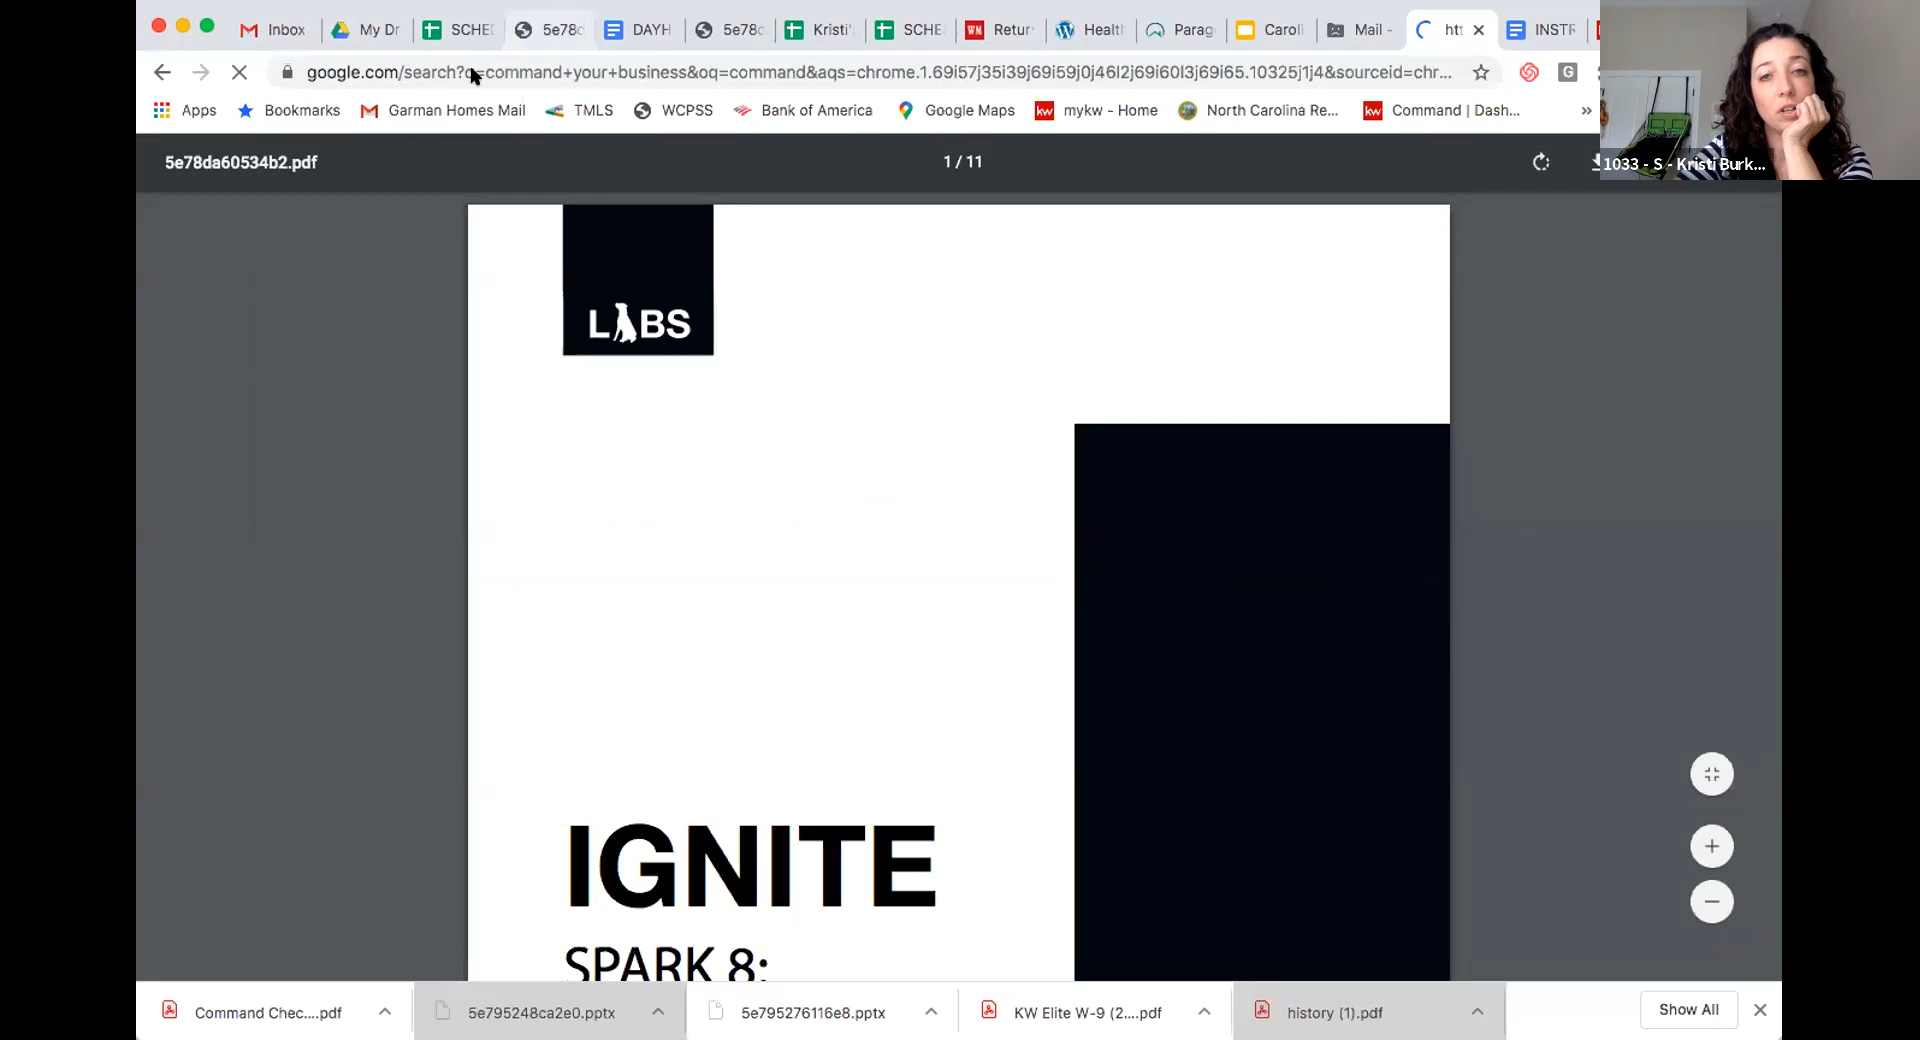 Inbox
My Dr
SCHE
5e78
DAYH
5e78
Kristi'
SCHE
Retur
Health
Parag
Caroli
Mail -
htt
INSTR
google.com/search?q=command+your+business&oq=command&aqs=chrome.1.69i57j35i39j69i59j0j46l2j69i60l3j69i65.10325j1j4&sourceid=chr...
G
Apps
Bookmarks
Garman Homes Mail
TMLS
WCPSS
Bank of America
Google Maps
kw
mykw - Home
North Carolina Re...
kw
Command | Dash...
»
1033 - S - Kristi Burk...
5e78da60534b2.pdf
1 / 11
LABS
IGNITE
SPARK 8:
Command Chec....pdf
5e795248ca2e0.pptx
5e795276116e8.pptx
KW Elite W-9 (2....pdf
history (1).pdf
Show All